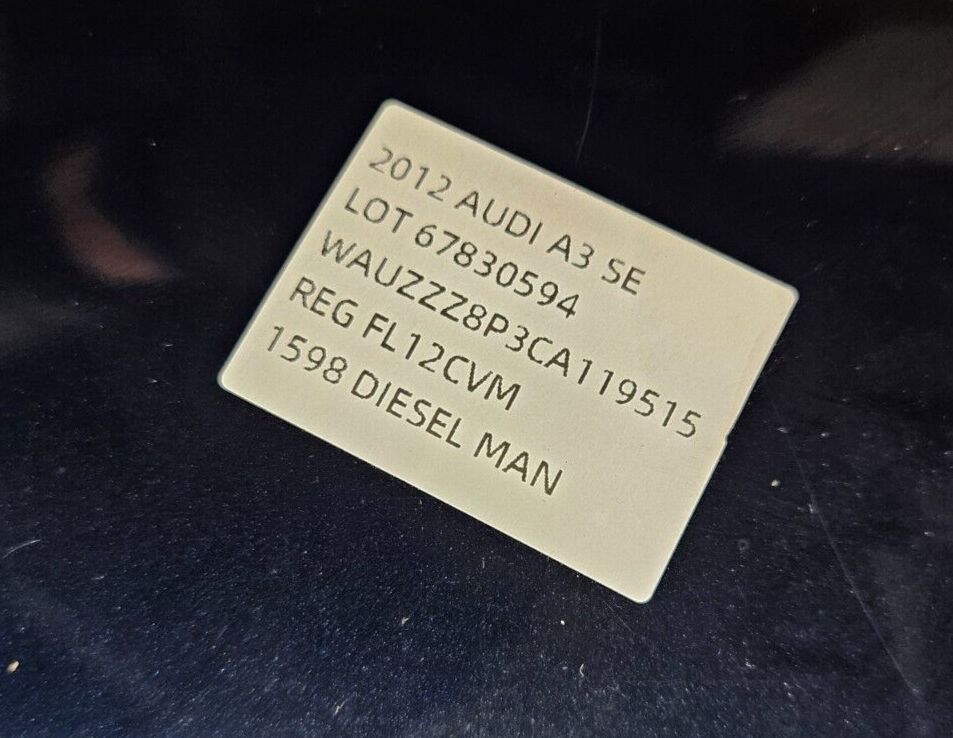 2012 AUDI A3 SE
LOT 67830594
WAUZZZ8P3CA119515
REG FL12CVM
1598 DIESEL MAN